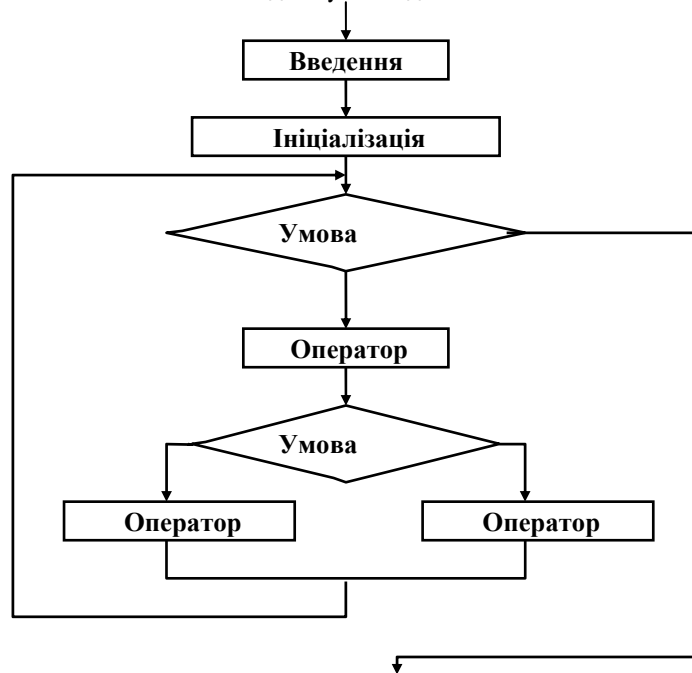 Введення
Ініціалізація
Умова
Оператор
Умова
Оператор
Оператор